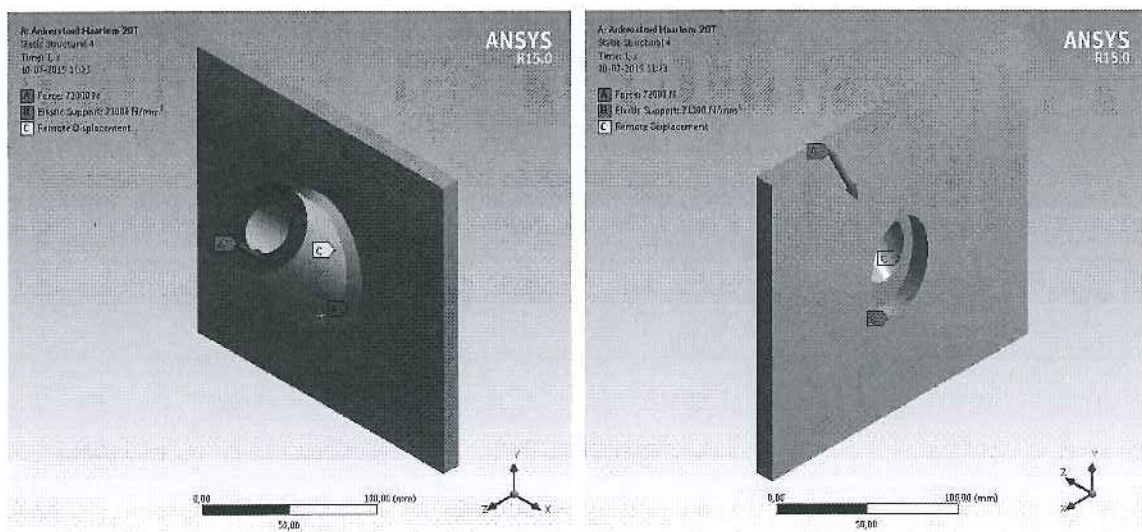 A: Ankerstoel Haarlem 20T
Static Structural 4
Time: 1, s
10-07-2015 11:23
A Force: 72000 N
B Elastic Support: 21000 N/mm³
C Remote Displacement
ANSYS
R15.0
C
0,00
100,00 (mm)
50,00
Y
Z
X
A: Ankerstoel Haarlem 20T
Static Structural 4
Time: 1, s
10-07-2015 11:23
A Force: 72000 N
B Elastic Support: 21000 N/mm³
C Remote Displacement
ANSYS
R15.0
C
0,00
100,00 (mm)
50,00
Y
Z
X